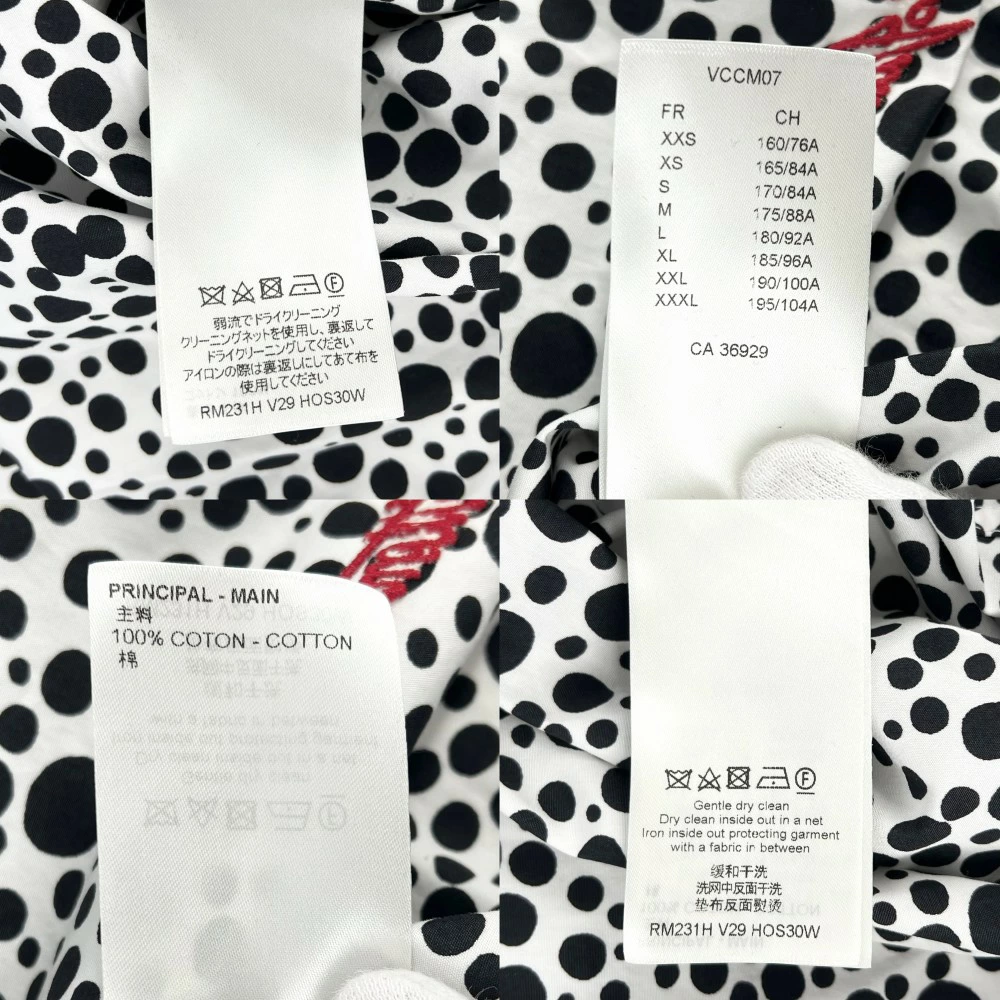 弱流でドライクリーニング
クリーニングネットを使用し、裏返して
ドライクリーニングしてください
アイロンの際は裏返しにしてあて布を
使用してください
RM231H V29 HOS30W
VCCM07
FR CH
XXS 160/76A
XS 165/84A
S 170/84A
M 175/88A
L 180/92A
XL 185/96A
XXL 190/100A
XXXL 195/104A
CA 36929
PRINCIPAL - MAIN
主料
100% COTON - COTTON
棉
Gentle dry clean
Dry clean inside out in a net
Iron inside out protecting garment
with a fabric in between
缓和干洗
洗网中反面干洗
垫布反面熨烫
RM231H V29 HOS30W